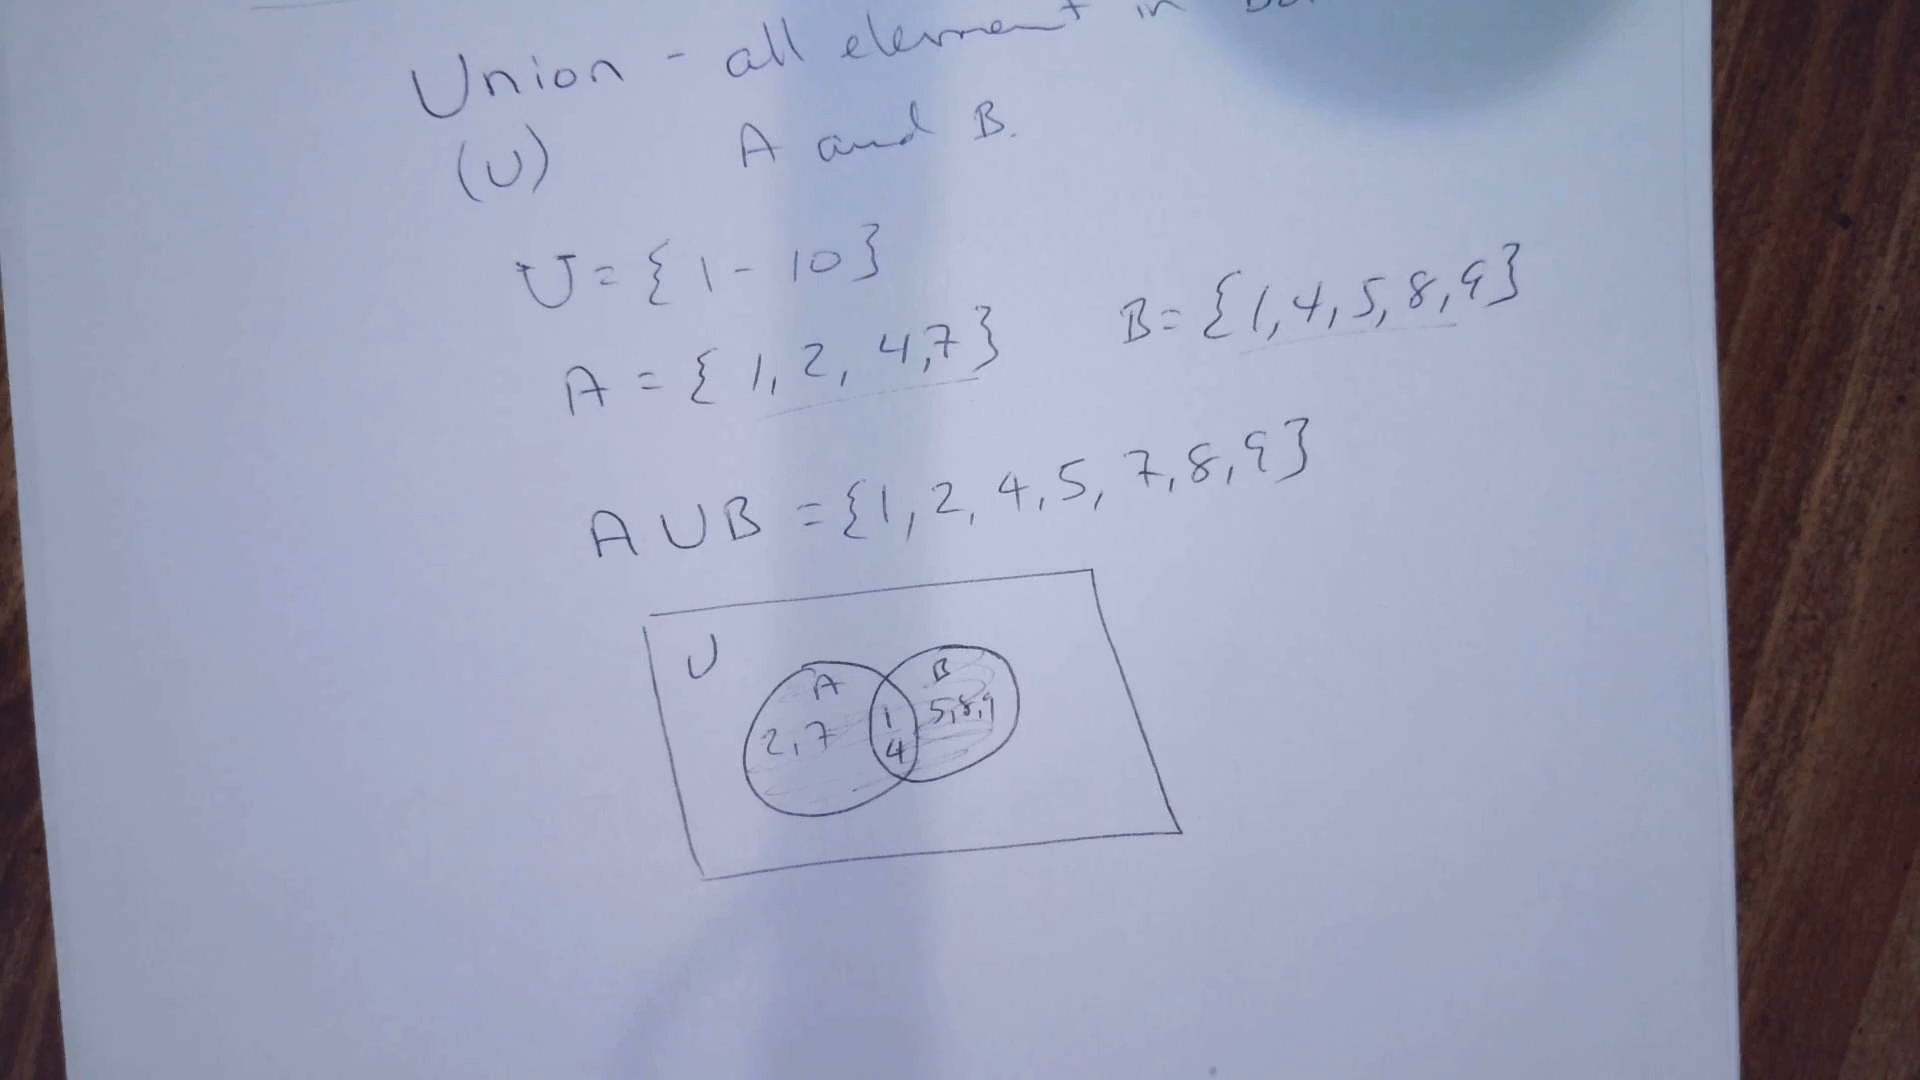 Union - all element in
(U) A and B.
U = { 1 - 10 }
A = { 1, 2, 4, 7 } B = { 1, 4, 5, 8, 9 }
A U B = { 1, 2, 4, 5, 7, 8, 9 }
U
A B
2, 7 1 5, 8, 9
4